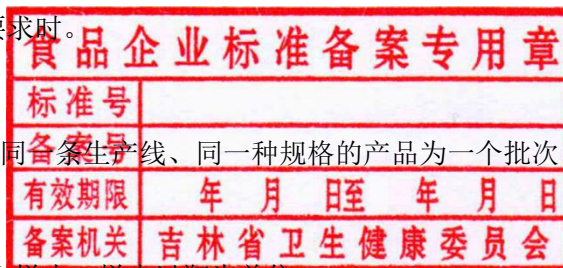 要求时。
食品企业标准备案专用章
标准号
备案号
同一条生产线、同一种规格的产品为一个批次
有效期限 年 月 日至 年 月 日
备案机关 吉林省卫生健康委员会